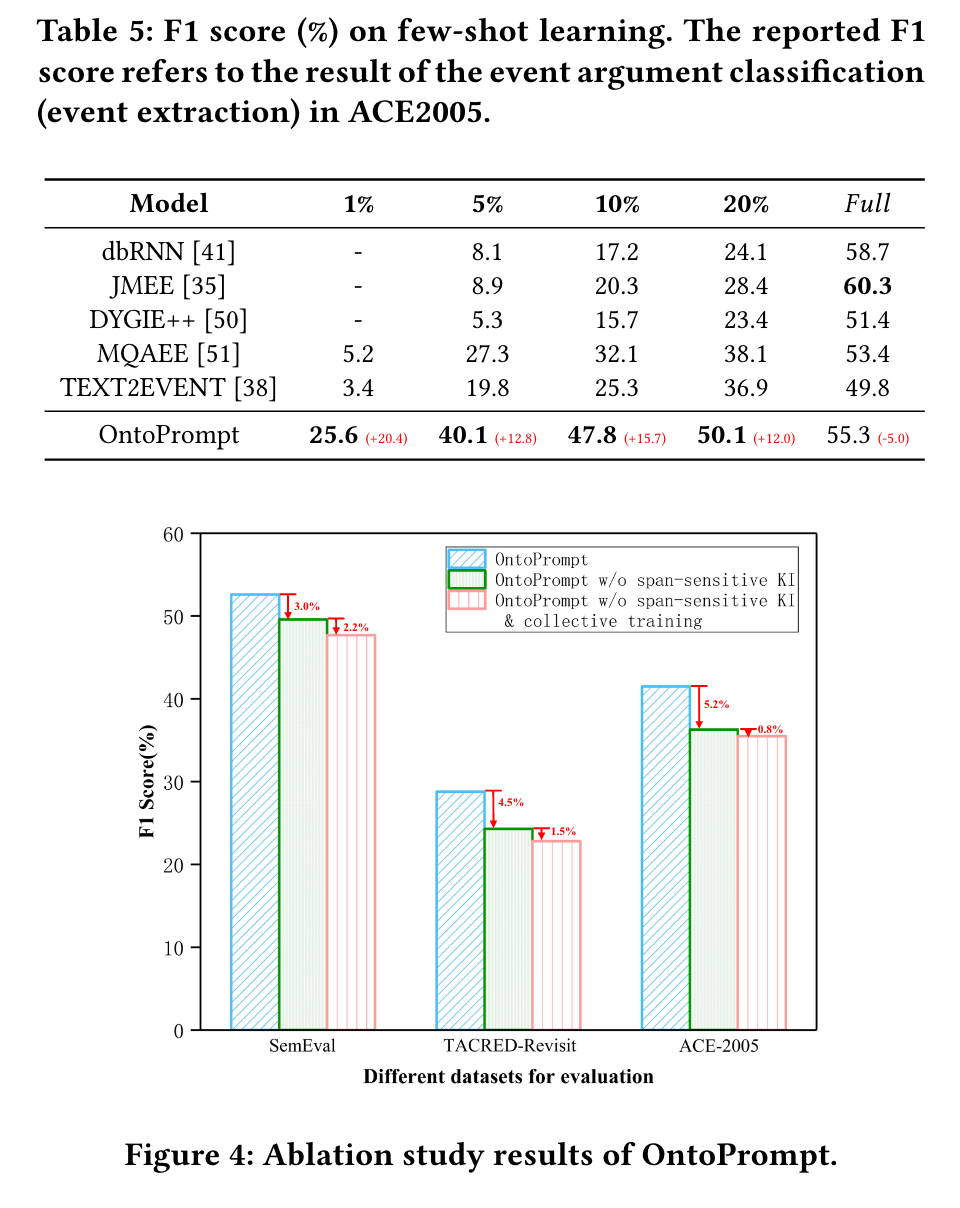 Table 5: F1 score (%) on few-shot learning. The reported F1
score refers to the result of the event argument classification
(event extraction) in ACE2005.
Model 1% 5% 10% 20% Full
dbRNN [41] - 8.1 17.2 24.1 58.7
JMEE [35] - 8.9 20.3 28.4 60.3
DYGIE++ [50] - 5.3 15.7 23.4 51.4
MQAEE [51] 5.2 27.3 32.1 38.1 53.4
TEXT2EVENT [38] 3.4 19.8 25.3 36.9 49.8
OntoPrompt 25.6 (+20.4) 40.1 (+12.8) 47.8 (+15.7) 50.1 (+12.0) 55.3 (-5.0)
60
50
40
30
20
10
0
F1 Score(%)
OntoPrompt
OntoPrompt w/o span-sensitive KI
OntoPrompt w/o span-sensitive KI
& collective training
3.0%
2.2%
4.5%
1.5%
5.2%
0.8%
SemEval TACRED-Revisit ACE-2005
Different datasets for evaluation
Figure 4: Ablation study results of OntoPrompt.